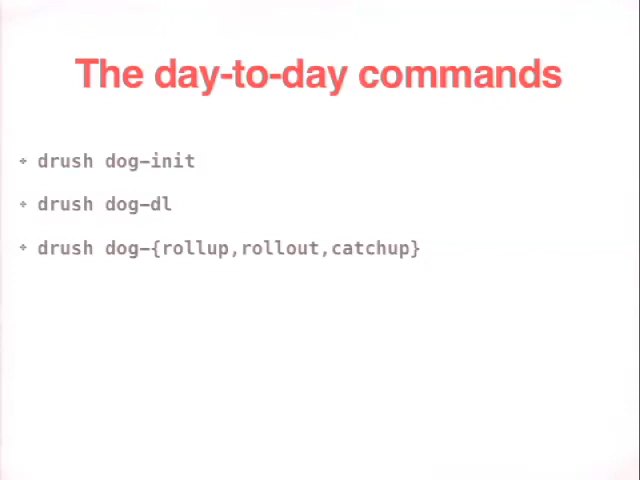 The day-to-day commands
drush dog-init
drush dog-dl
drush dog-{rollup,rollout,catchup}